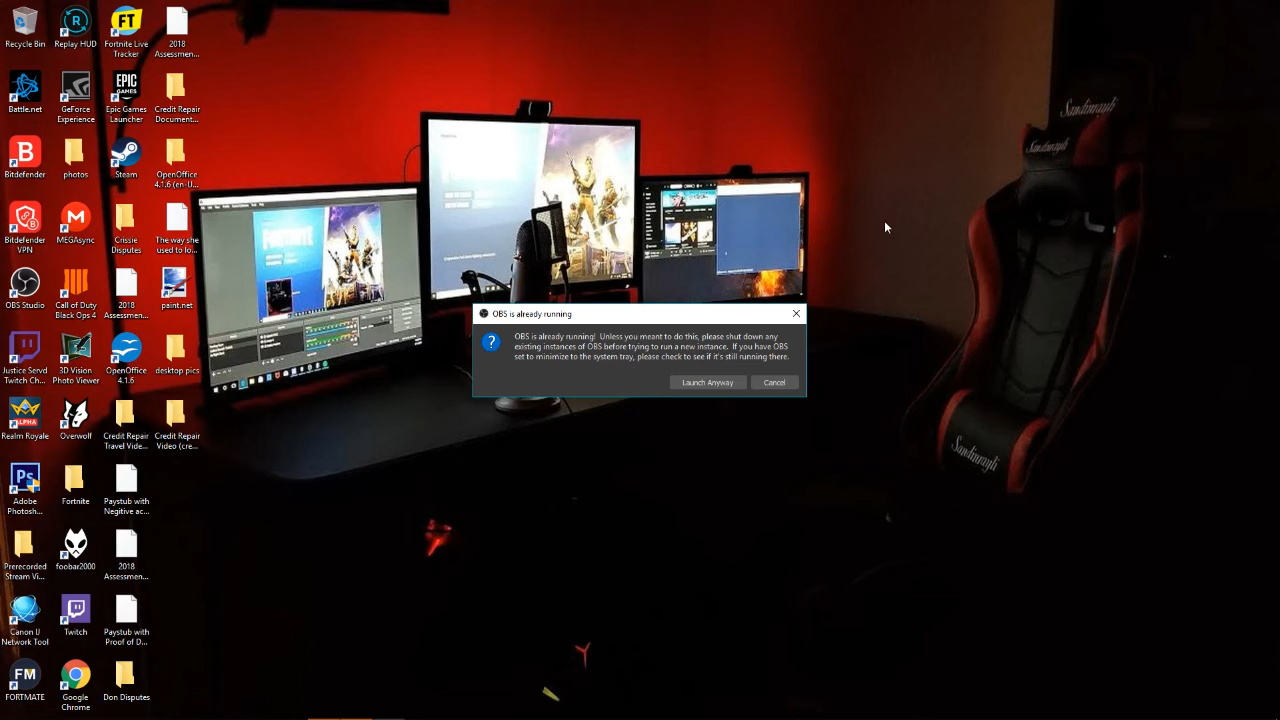 Recycle Bin
Replay HUD
Fortnite Live
Tracker
2018
Assessmen...
Battle.net
GeForce
Experience
Epic Games
Launcher
Credit Repair
Document...
Bitdefender
photos
Steam
OpenOffice
4.1.6 (en-U...
Bitdefender
VPN
MEGAsync
Crissie
Disputes
The way she
used to lo...
OBS Studio
Call of Duty
Black Ops 4
2018
Assessmen...
paint.net
Justice Servd
Twitch Ch...
3D Vision
Photo Viewer
OpenOffice
4.1.6
desktop pics
Realm Royale
Overwolf
Credit Repair
Travel Vide...
Credit Repair
Video (cre...
Adobe
Photosh...
Fortnite
Paystub with
Negitive ac...
Prerecorded
Stream Vi...
foobar2000
2018
Assessmen...
Canon IJ
Network Tool
Twitch
Paystub with
Proof of D...
FORTMATE
Google
Chrome
Don Disputes
R
FT
EPIC
GAMES
B
ALPHA
Ps
FM
OBS is already running
OBS is already running! Unless you meant to do this, please shut down any
existing instances of OBS before trying to run a new instance. If you have OBS
set to minimize to the system tray, please check to see if it's still running there.
Launch Anyway
Cancel